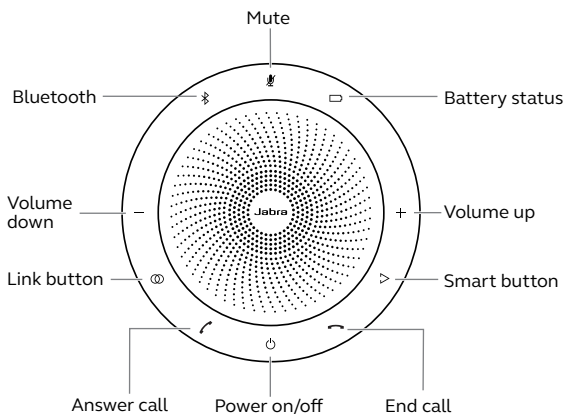 Mute
Bluetooth
Battery status
Volume
down
Jabra
Volume up
Link button
Smart button
Answer call
Power on/off
End call